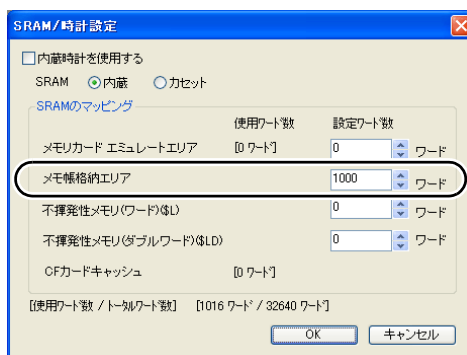 SRAM/時計設定
内蔵時計を使用する
SRAM 内蔵 カセット
SRAMのマッピング
使用ワード数 設定ワード数
メモリカード エミュレートエリア [0 ワード] 0 ワード
メモ帳格納エリア 1000 ワード
不揮発性メモリ(ワード)($L) 0 ワード
不揮発性メモリ(ダブルワード)($LD) 0 ワード
CFカードキャッシュ [0 ワード]
[使用ワード数 / トータルワード数] [1016 ワード / 32640 ワード]
OK キャンセル